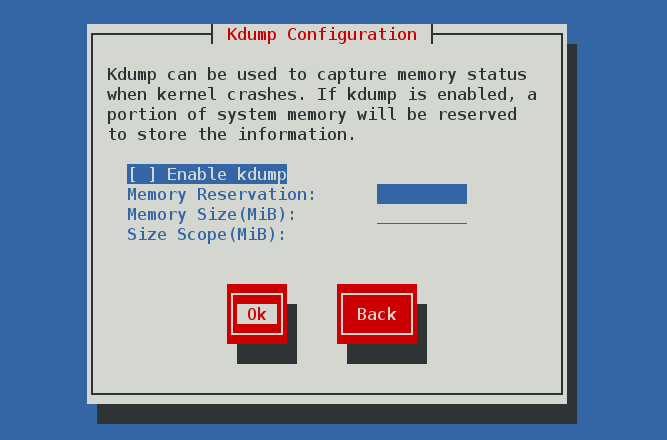 Kdump Configuration
Kdump can be used to capture memory status
when kernel crashes. If kdump is enabled, a
portion of system memory will be reserved
to store the information.
[ ] Enable kdump
Memory Reservation:
Memory Size(MiB):
Size Scope(MiB):
Ok Back